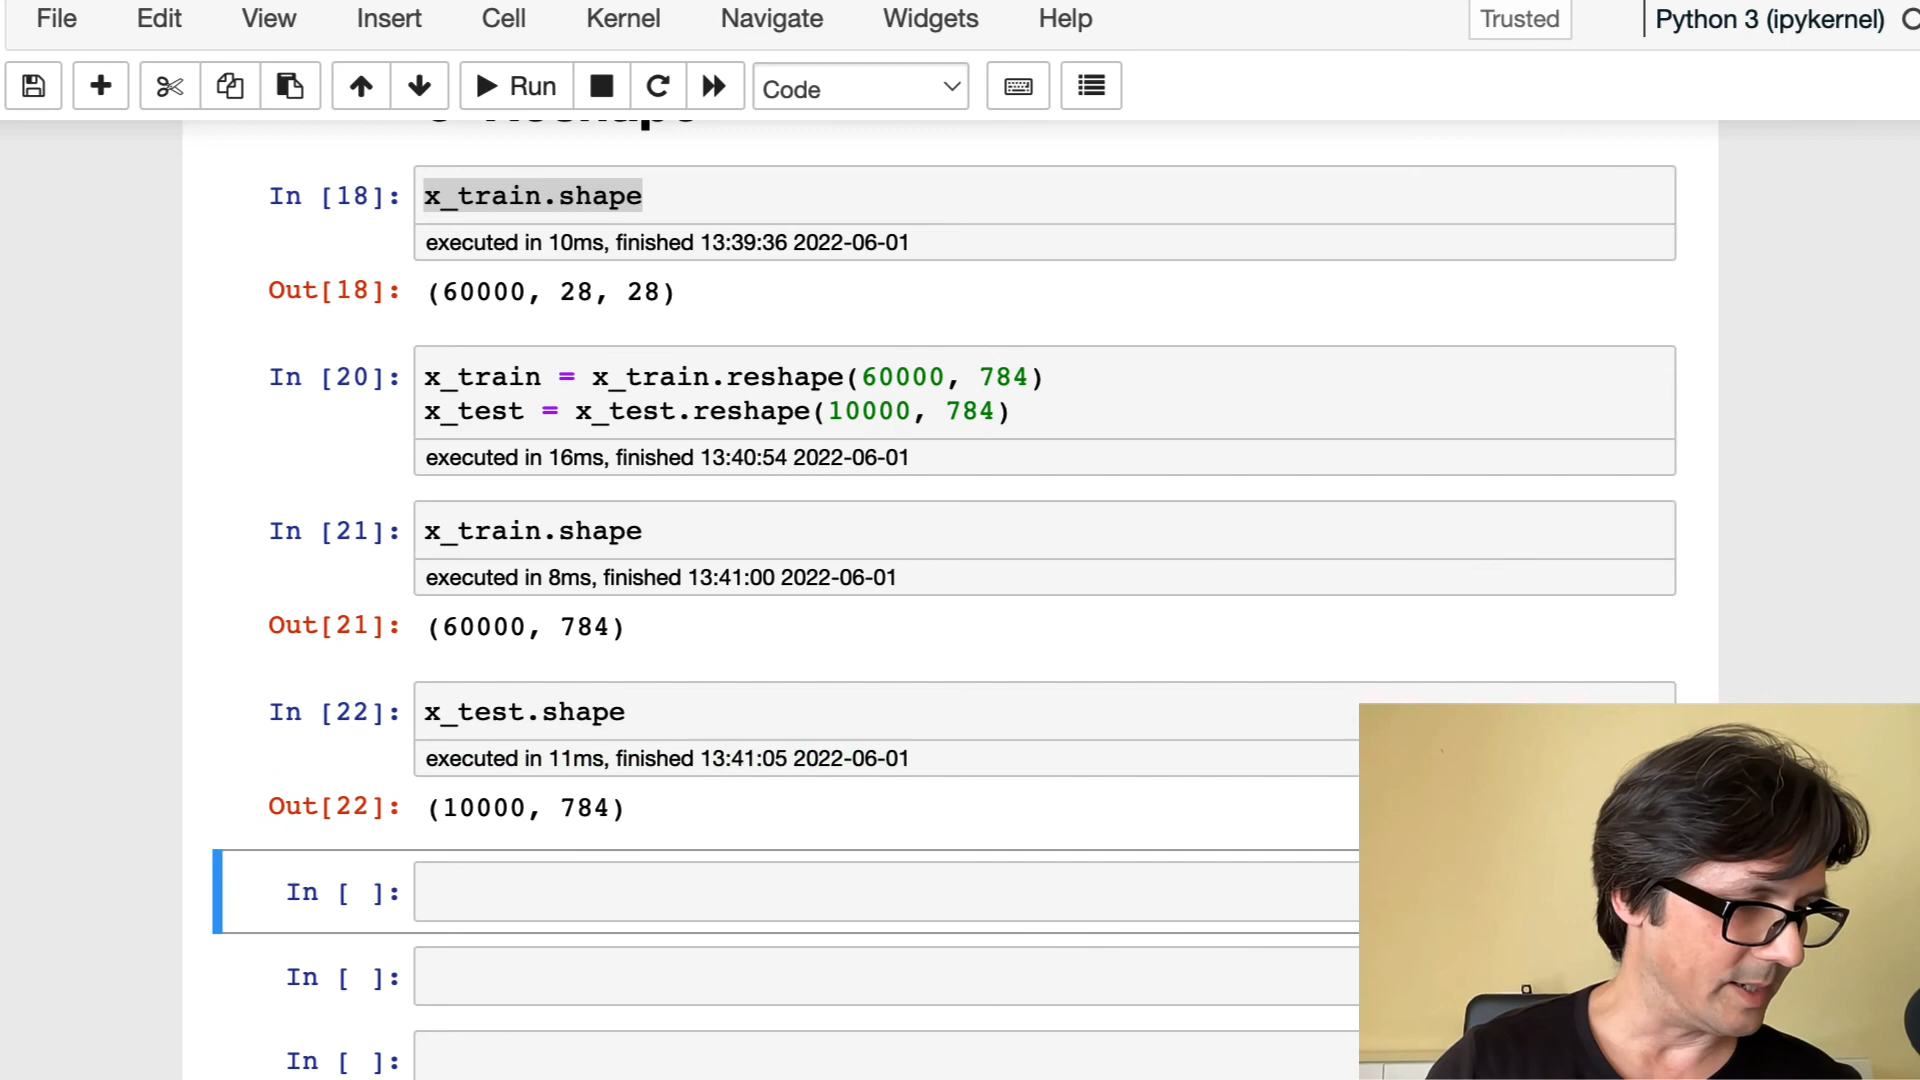 File Edit View Insert Cell Kernel Navigate Widgets Help Trusted Python 3 (ipykernel)
Run Code
In [18]: x_train.shape
executed in 10ms, finished 13:39:36 2022-06-01
Out[18]: (60000, 28, 28)
In [20]: x_train = x_train.reshape(60000, 784)
x_test = x_test.reshape(10000, 784)
executed in 16ms, finished 13:40:54 2022-06-01
In [21]: x_train.shape
executed in 8ms, finished 13:41:00 2022-06-01
Out[21]: (60000, 784)
In [22]: x_test.shape
executed in 11ms, finished 13:41:05 2022-06-01
Out[22]: (10000, 784)
In [ ]:
In [ ]:
In [ ]: